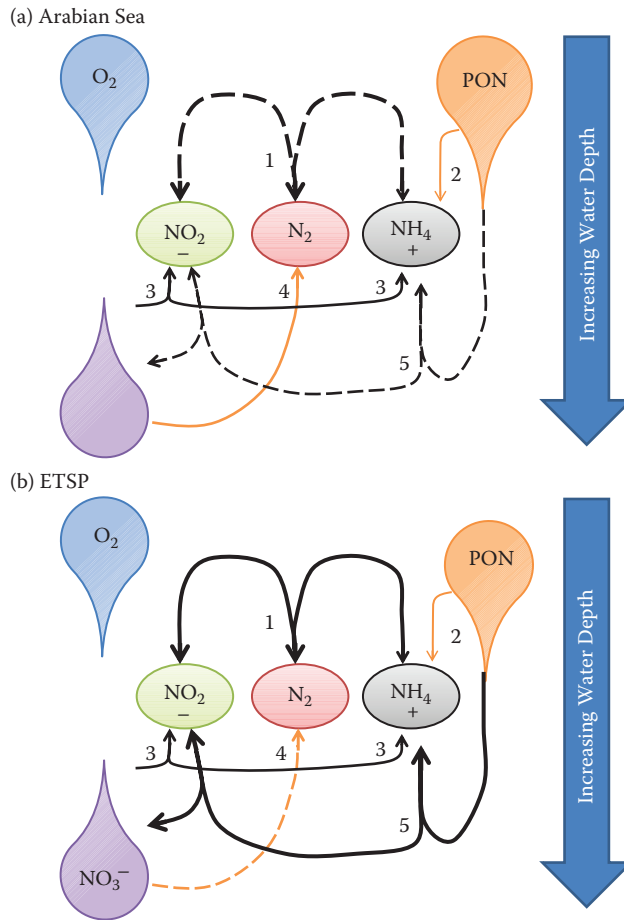 (a) Arabian Sea
O₂
PON
1
2
NO₂
−
N₂
NH₄
+
3
4
3
5
Increasing Water Depth
(b) ETSP
O₂
PON
1
2
NO₂
−
N₂
NH₄
+
3
4
3
5
NO₃⁻
Increasing Water Depth